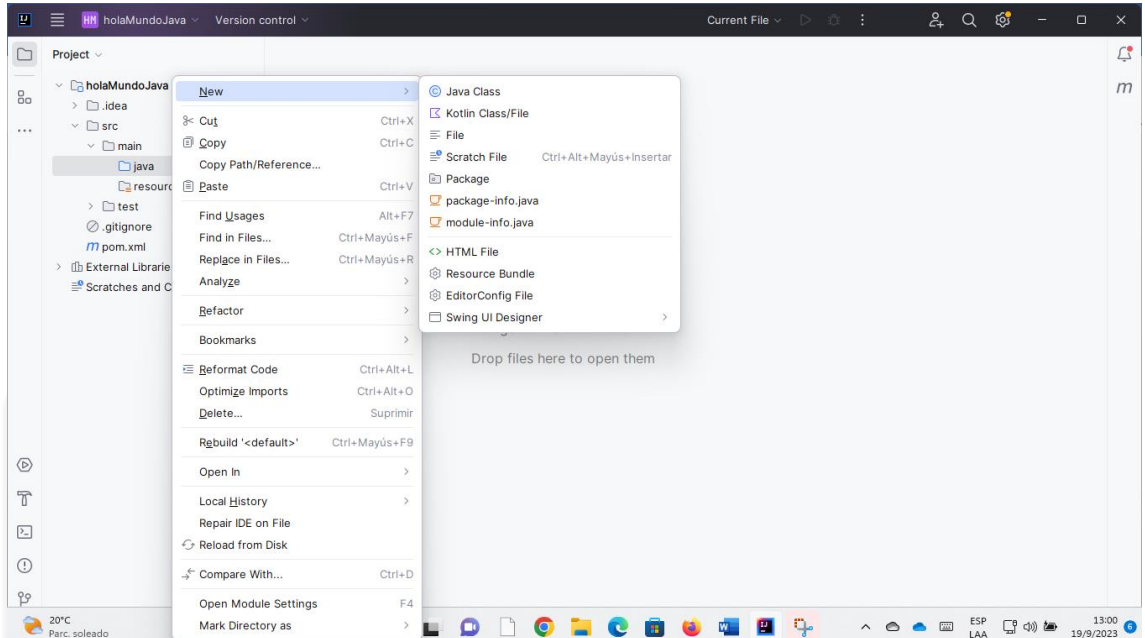 HM holaMundoJava Version control Current File
Project
holaMundoJava
.idea
src
main
java
test
.gitignore
m pom.xml
Scratches and C
New
Cut Ctrl+X
Copy Ctrl+C
Copy Path/Reference...
Paste Ctrl+V
Find Usages Alt+F7
Find in Files... Ctrl+Mayús+F
Replace in Files... Ctrl+Mayús+R
Analyze
Refactor
Bookmarks
Reformat Code Ctrl+Alt+L
Optimize Imports Ctrl+Alt+O
Delete... Suprimir
Rebuild '<default>' Ctrl+Mayús+F9
Open In
Local History
Repair IDE on File
Reload from Disk
Compare With... Ctrl+D
Open Module Settings F4
Mark Directory as
Java Class
Kotlin Class/File
File
Scratch File Ctrl+Alt+Mayús+Insertar
Package
package-info.java
module-info.java
HTML File
Resource Bundle
EditorConfig File
Swing UI Designer
Drop files here to open them
m
20°C
Parc. soleado
ESP
LAA
13:00
19/9/2023
6